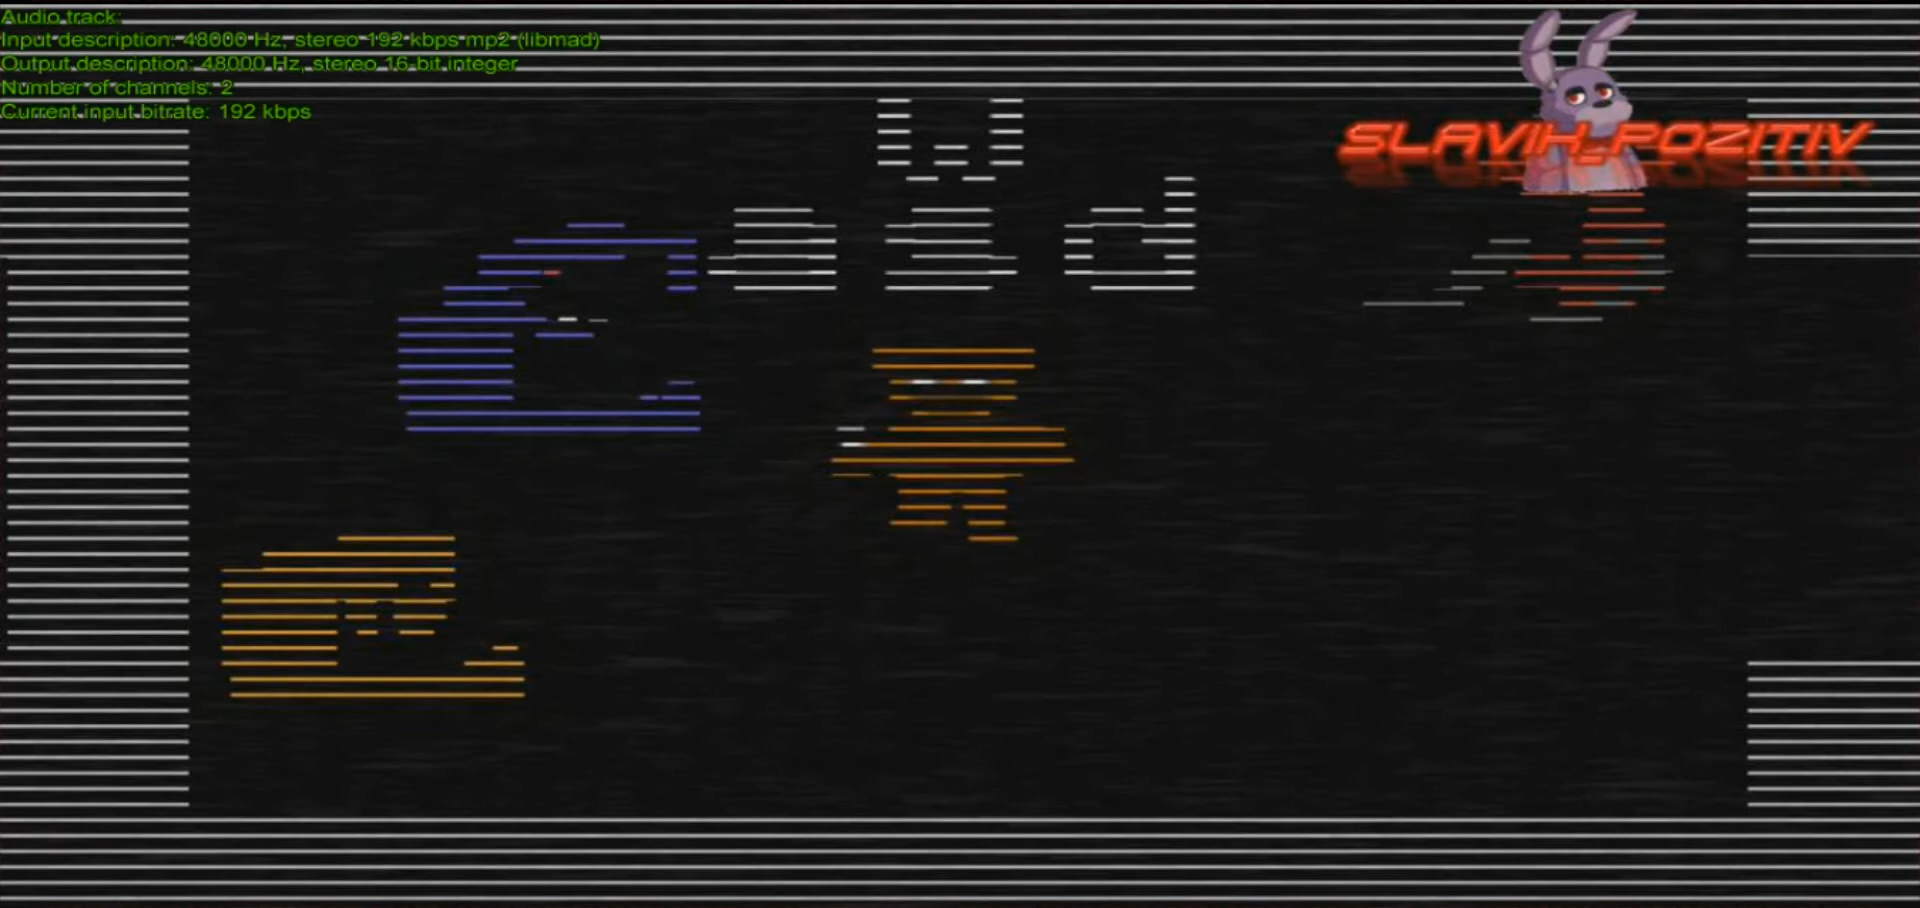 Audio track:
Input description: 48000 Hz, stereo 192 kbps mp2 (libmad)
Output description: 48000 Hz, stereo 16-bit integer
Number of channels: 2
Current input bitrate: 192 kbps
SLAVIK_POZITIV